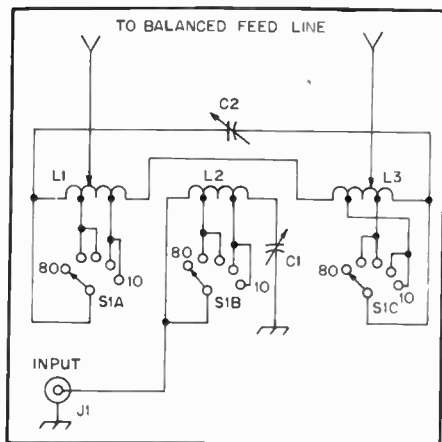 TO BALANCED FEED LINE
C2
L1
L2
L3
C1
80
10
S1A
80
10
S1B
80
10
S1C
INPUT
J1